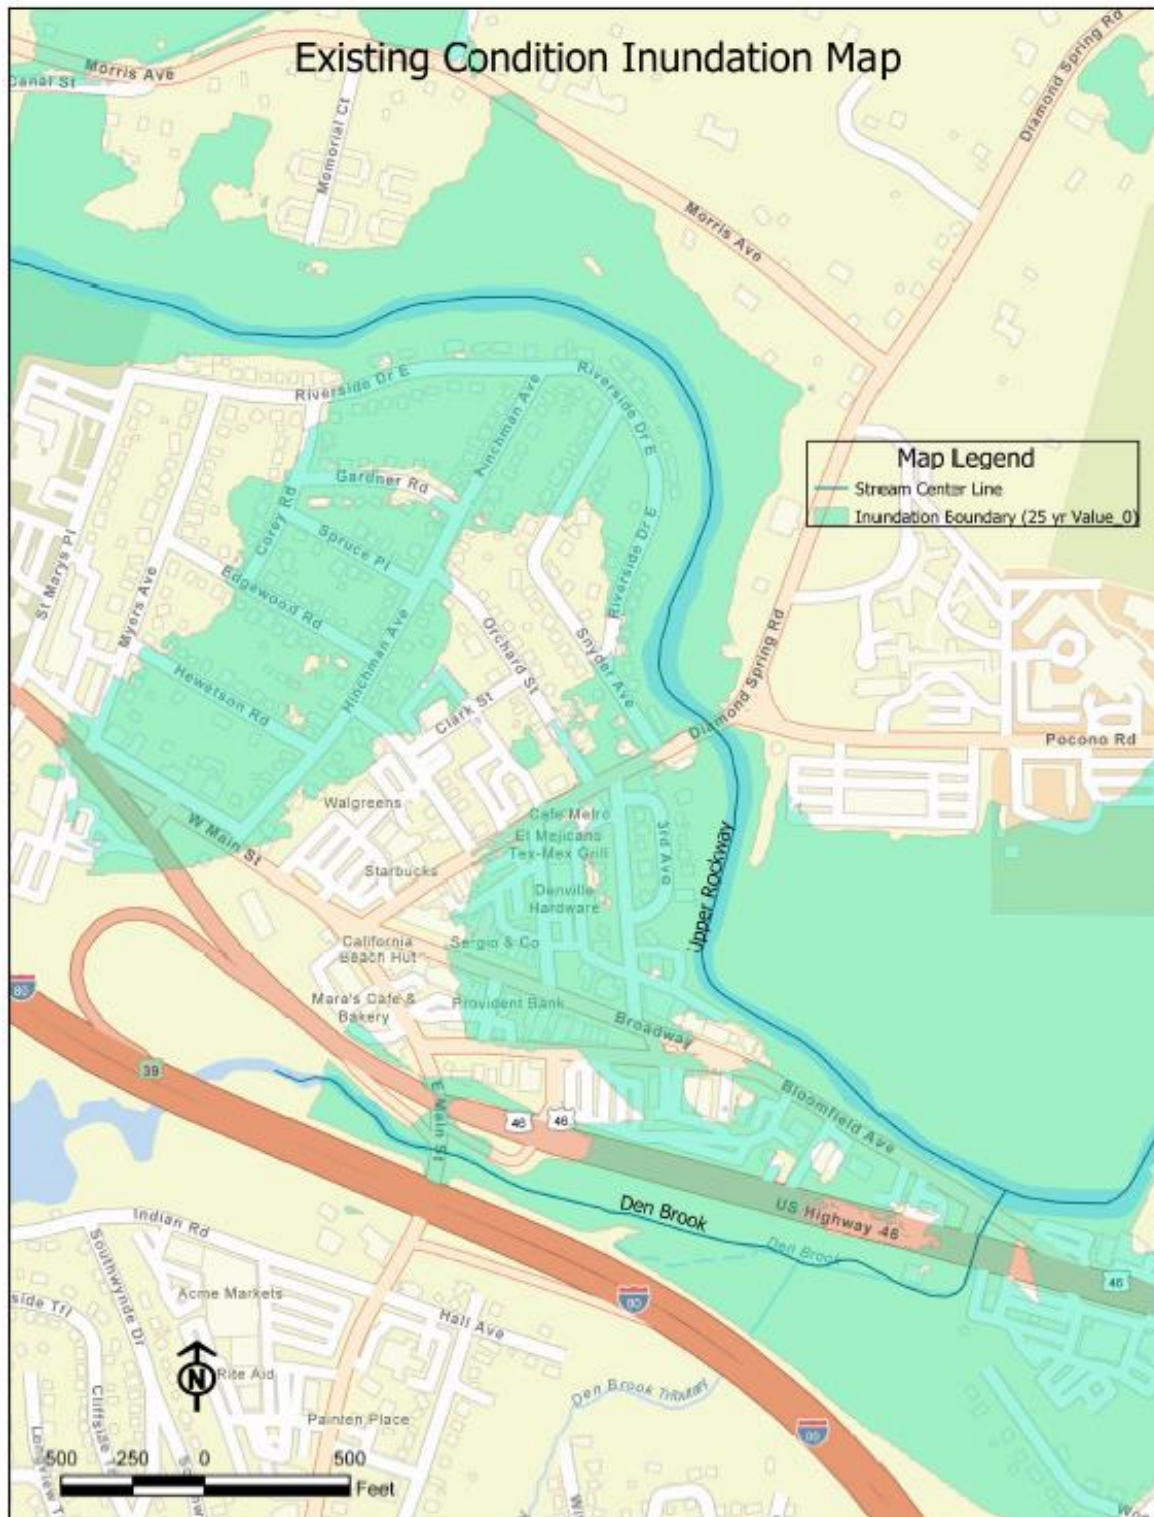 Existing Condition Inundation Map
Morris Ave
Canal St
Memorial Ct
Diamond Spring Rd
Morris Ave
Riverside Dr E
Hinchman Ave
Riverside Dr E
Map Legend
Stream Center Line
Inundation Boundary (25 yr Value_0)
Gardner Rd
Corey Rd
Spruce Pl
Riverside Dr E
St Marys Pl
Myers Ave
Edgewood Rd
Hinchman Ave
Orchard St
Snyder Ave
Hewetson Rd
Clark St
Diamond Spring Rd
Pocono Rd
Walgreens
W Main St
Cafe Metro
El Mejicano
Tex-Mex Grill
3rd Ave
Starbucks
Denville
Hardware
Upper Rockway
California
Beach Hut
Sergio & Co
Mara's Cafe &
Bakery
Provident Bank
80
Broadway
39
Bloomfield Ave
E Main St
46
46
Den Brook
US Highway 46
Den Brook
46
Indian Rd
Southwynde Dr
Acme Markets
80
side Trl
Hall Ave
Rite Aid
N
Den Brook Tributary
Cliffside
Painten Place
80
Longview T
500 250 0 500
Feet